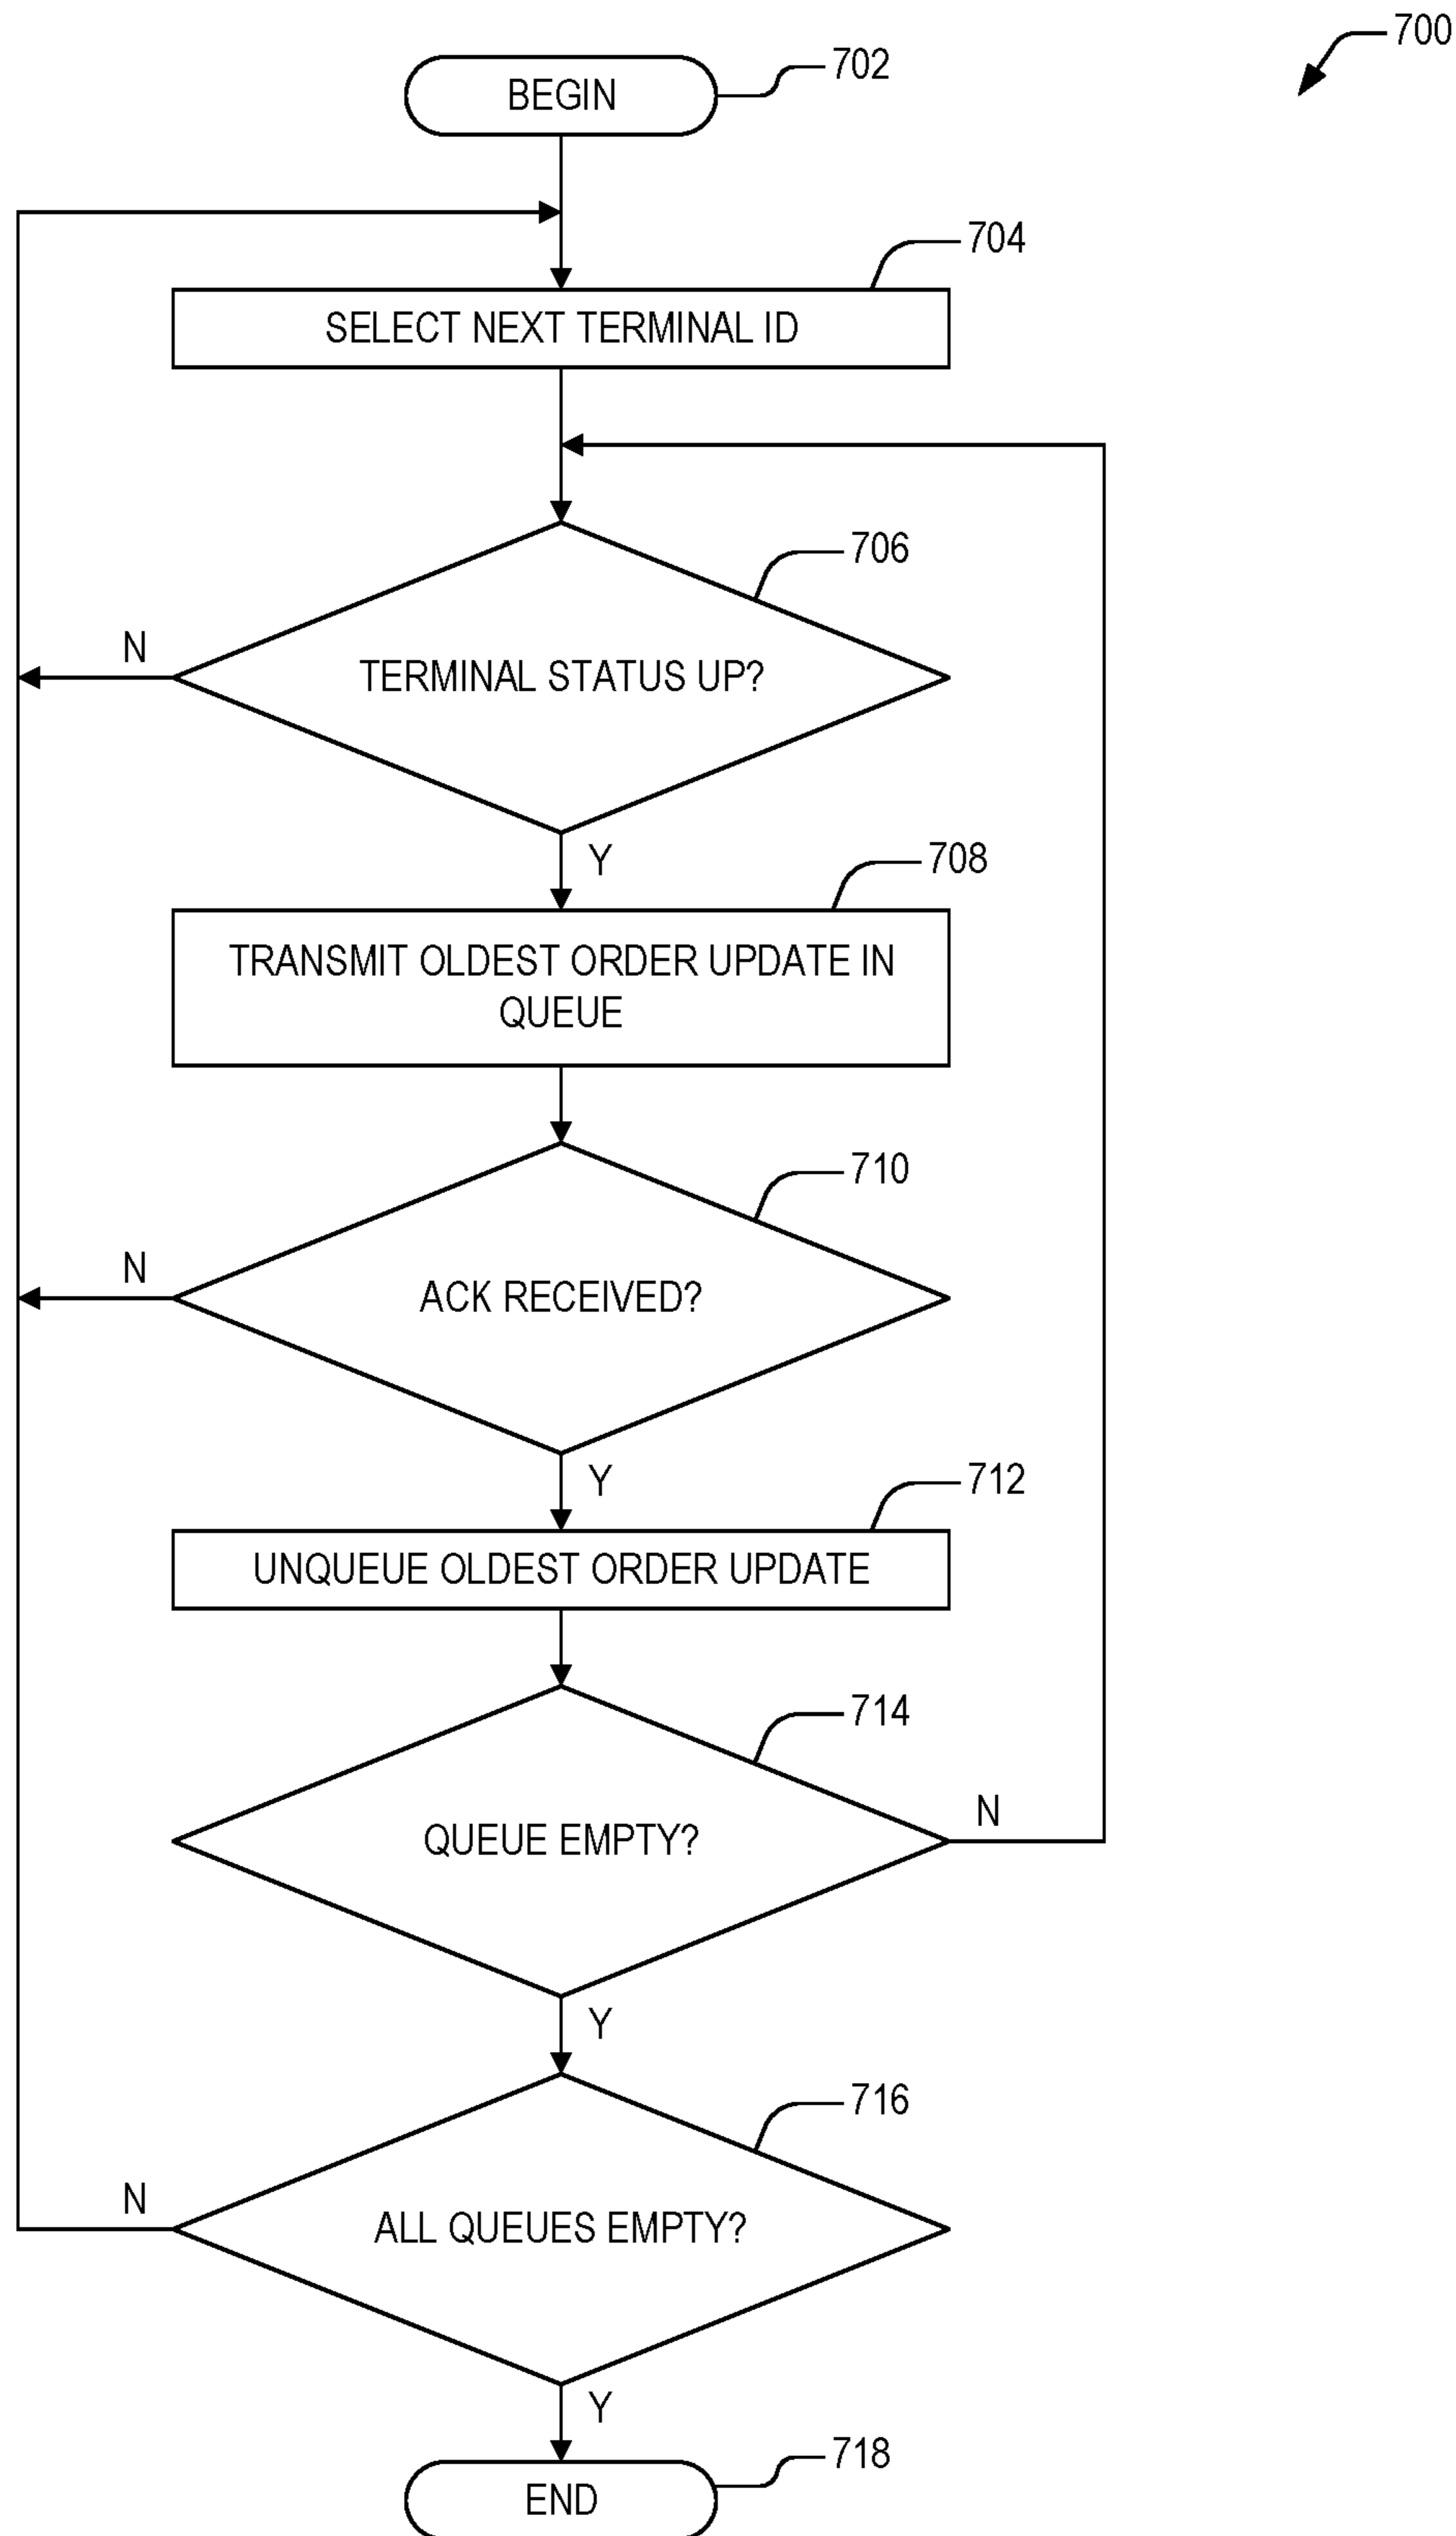 700
BEGIN
702
SELECT NEXT TERMINAL ID
704
TERMINAL STATUS UP?
706
N
Y
TRANSMIT OLDEST ORDER UPDATE IN
QUEUE
708
ACK RECEIVED?
710
N
Y
UNQUEUE OLDEST ORDER UPDATE
712
QUEUE EMPTY?
714
N
Y
ALL QUEUES EMPTY?
716
N
Y
END
718